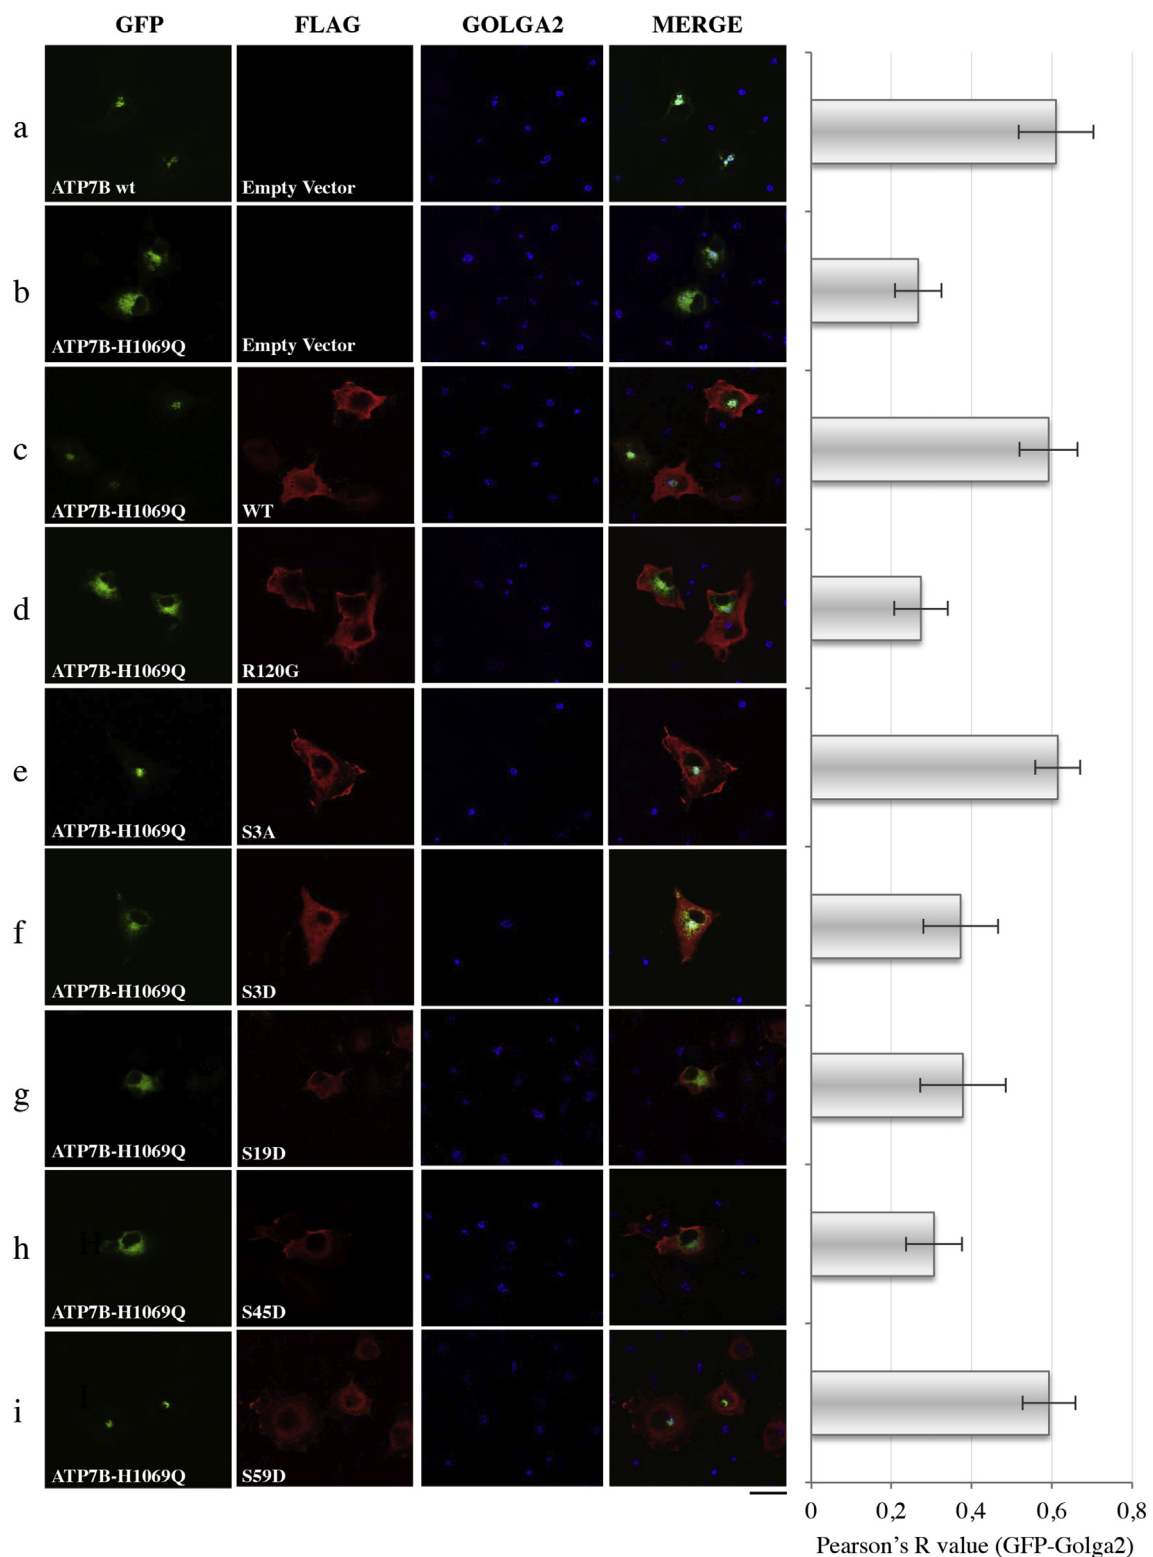 GFP FLAG GOLGA2 MERGE
a
ATP7B wt Empty Vector
b
ATP7B-H1069Q Empty Vector
c
ATP7B-H1069Q WT
d
ATP7B-H1069Q R120G
e
ATP7B-H1069Q S3A
f
ATP7B-H1069Q S3D
g
ATP7B-H1069Q S19D
h
H
ATP7B-H1069Q S45D
i
I
ATP7B-H1069Q S59D
0 0,2 0,4 0,6 0,8
Pearson's R value (GFP-Golga2)